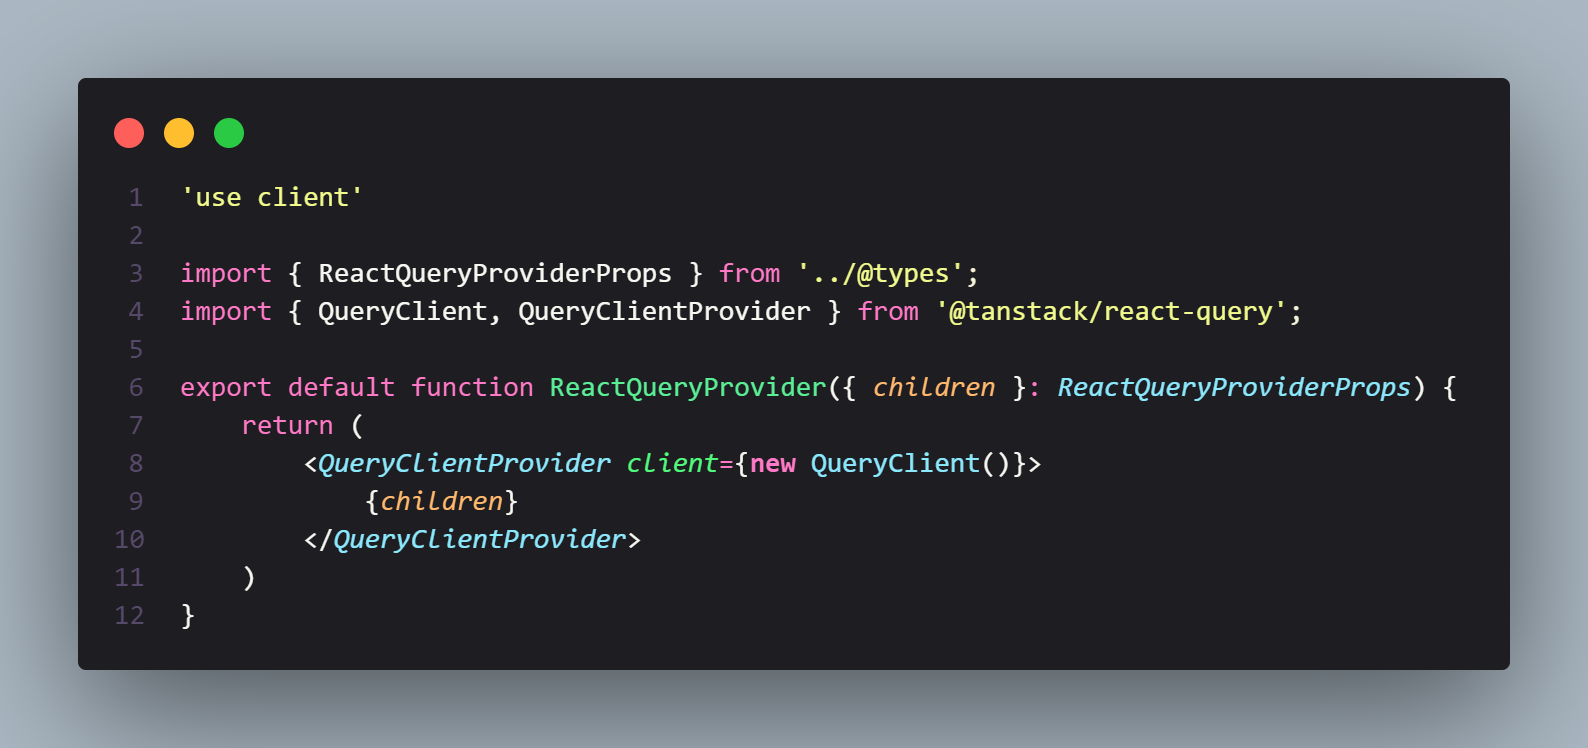 1 'use client'
2
3 import { ReactQueryProviderProps } from '../@types';
4 import { QueryClient, QueryClientProvider } from '@tanstack/react-query';
5
6 export default function ReactQueryProvider({ children }: ReactQueryProviderProps) {
7     return (
8         <QueryClientProvider client={new QueryClient()}>
9             {children}
10         </QueryClientProvider>
11     )
12 }